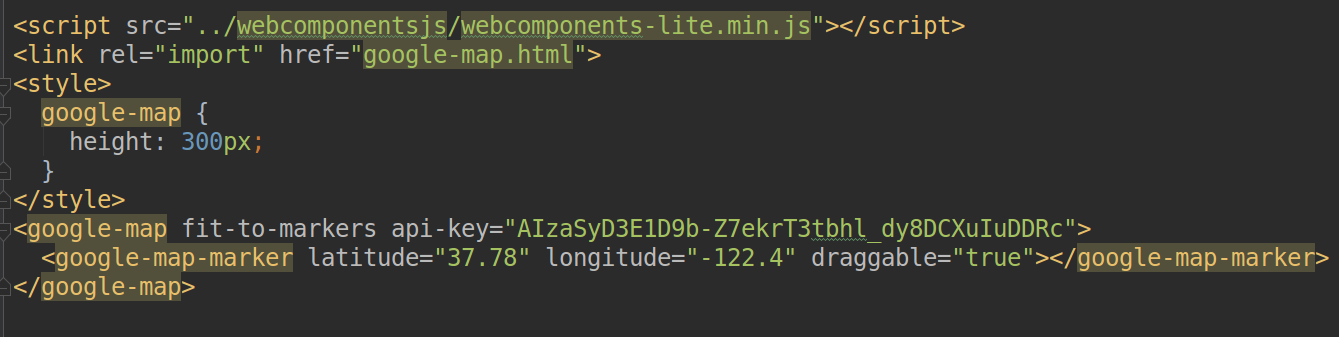 <script src="../webcomponentsjs/webcomponents-lite.min.js"></script>
<link rel="import" href="google-map.html">
<style>
google-map {
height: 300px;
}
</style>
<google-map fit-to-markers api-key="AIzaSyD3E1D9b-Z7ekrT3tbhl_dy8DCXuIuDDRc">
<google-map-marker latitude="37.78" longitude="-122.4" draggable="true"></google-map-marker>
</google-map>